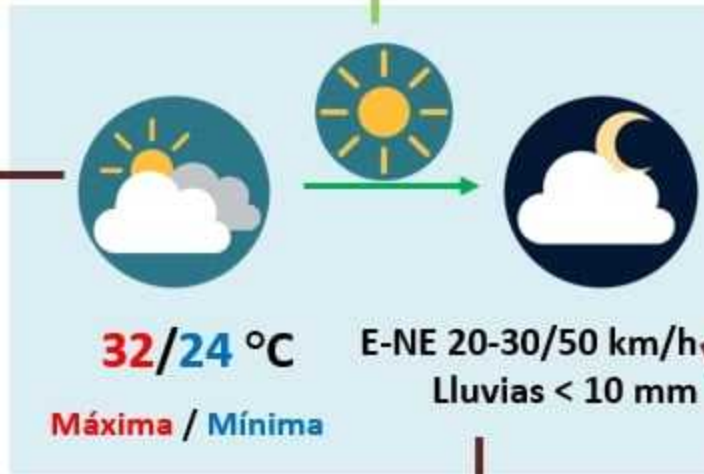 32/24 °C
Máxima / Mínima
E-NE 20-30/50 km/h
Lluvias < 10 mm